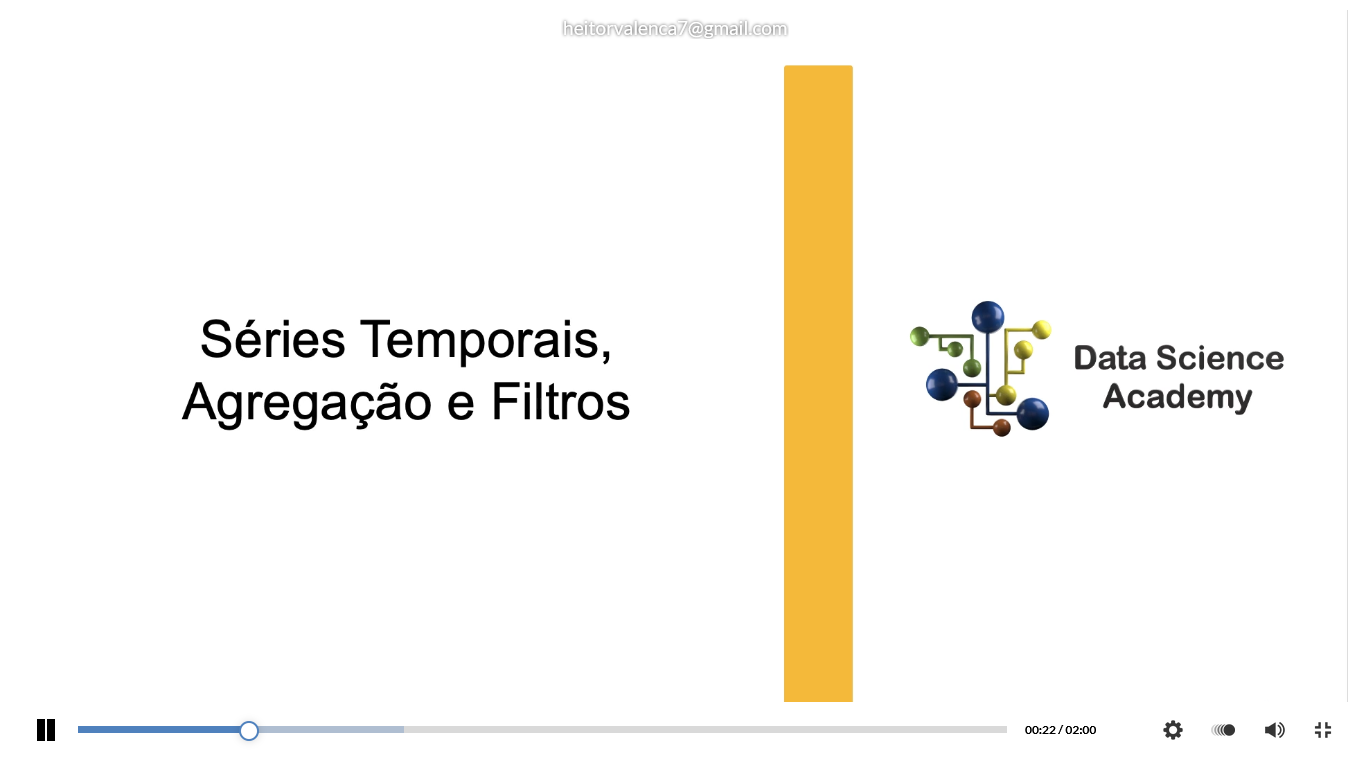 heitorvalenca7@gmail.com
Séries Temporais,
Agregação e Filtros
Data Science
Academy
00:22 / 02:00